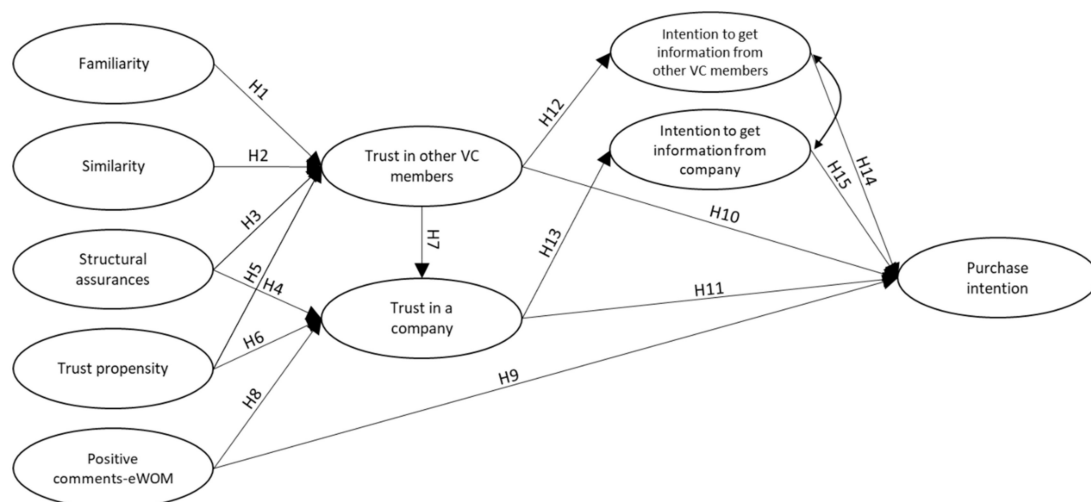 Familiarity
Similarity
Structural
assurances
Trust propensity
Positive
comments-eWOM
H1
H2
H3
H4
H5
H6
H8
Trust in other VC
members
H7
Trust in a
company
H12
H13
H10
H11
H9
Intention to get
information from
other VC members
Intention to get
information from
company
H14
H15
Purchase
intention